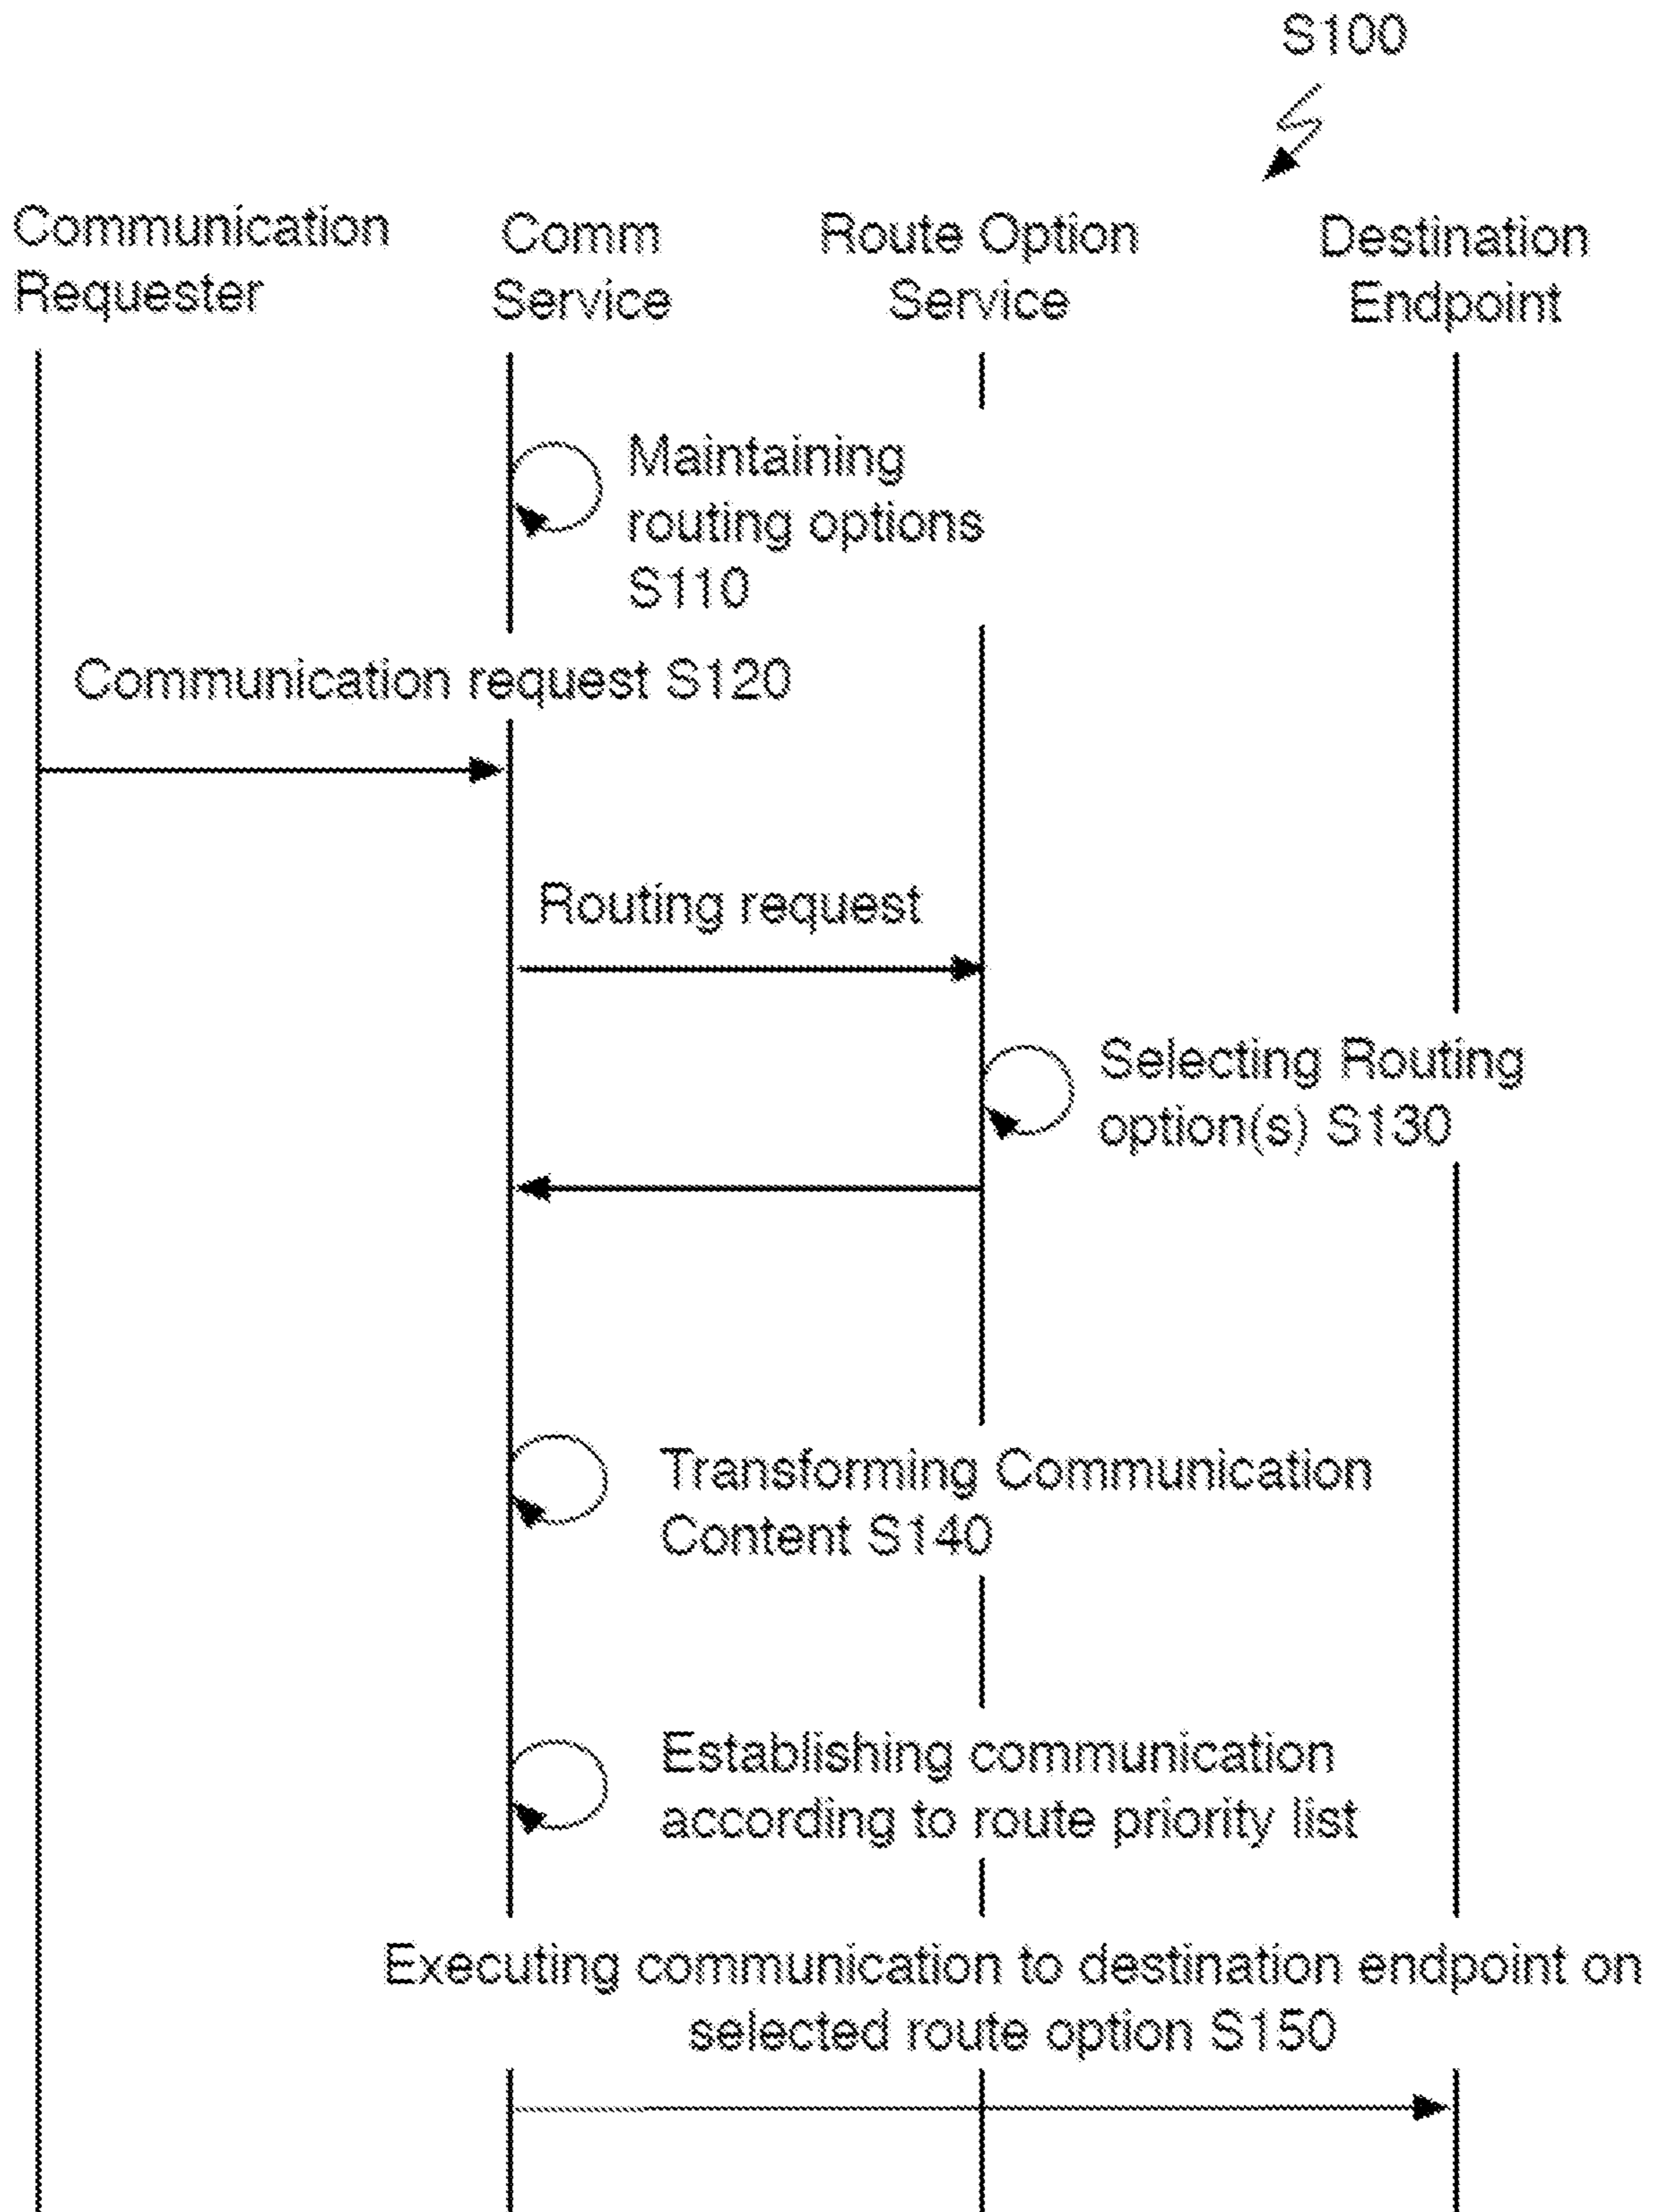 S100
Communication
Requester
Comm
Service
Route Option
Service
Destination
Endpoint
Maintaining
routing options
S110
Communication request S120
Routing request
Selecting Routing
option(s) S130
Transforming Communication
Content S140
Establishing communication
according to route priority list
Executing communication to destination endpoint on
selected route option S150